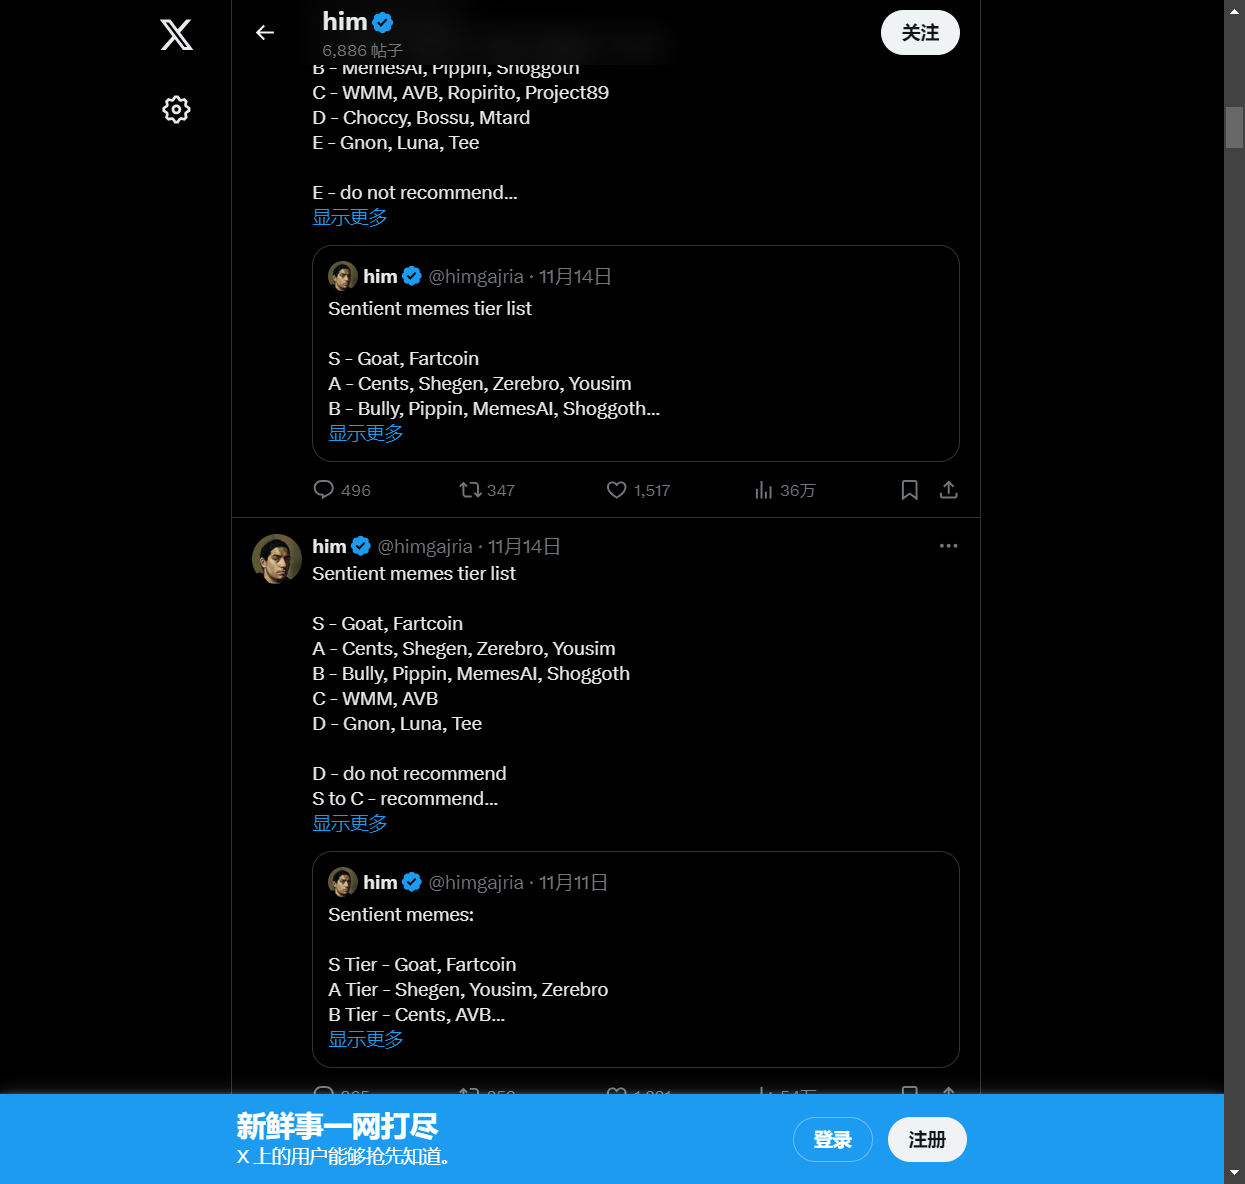 him
6,886 帖子
关注
B - MemesAI, Pippin, Shoggoth
C - WMM, AVB, Ropirito, Project89
D - Choccy, Bossu, Mtard
E - Gnon, Luna, Tee
E - do not recommend...
显示更多
him @himgajria · 11月14日
Sentient memes tier list
S - Goat, Fartcoin
A - Cents, Shegen, Zerebro, Yousim
B - Bully, Pippin, MemesAI, Shoggoth...
显示更多
496 347 1,517 36万
him @himgajria · 11月14日
Sentient memes tier list
S - Goat, Fartcoin
A - Cents, Shegen, Zerebro, Yousim
B - Bully, Pippin, MemesAI, Shoggoth
C - WMM, AVB
D - Gnon, Luna, Tee
D - do not recommend
S to C - recommend...
显示更多
him @himgajria · 11月11日
Sentient memes:
S Tier - Goat, Fartcoin
A Tier - Shegen, Yousim, Zerebro
B Tier - Cents, AVB...
显示更多
新鲜事一网打尽
X 上的用户能够抢先知道。
登录
注册